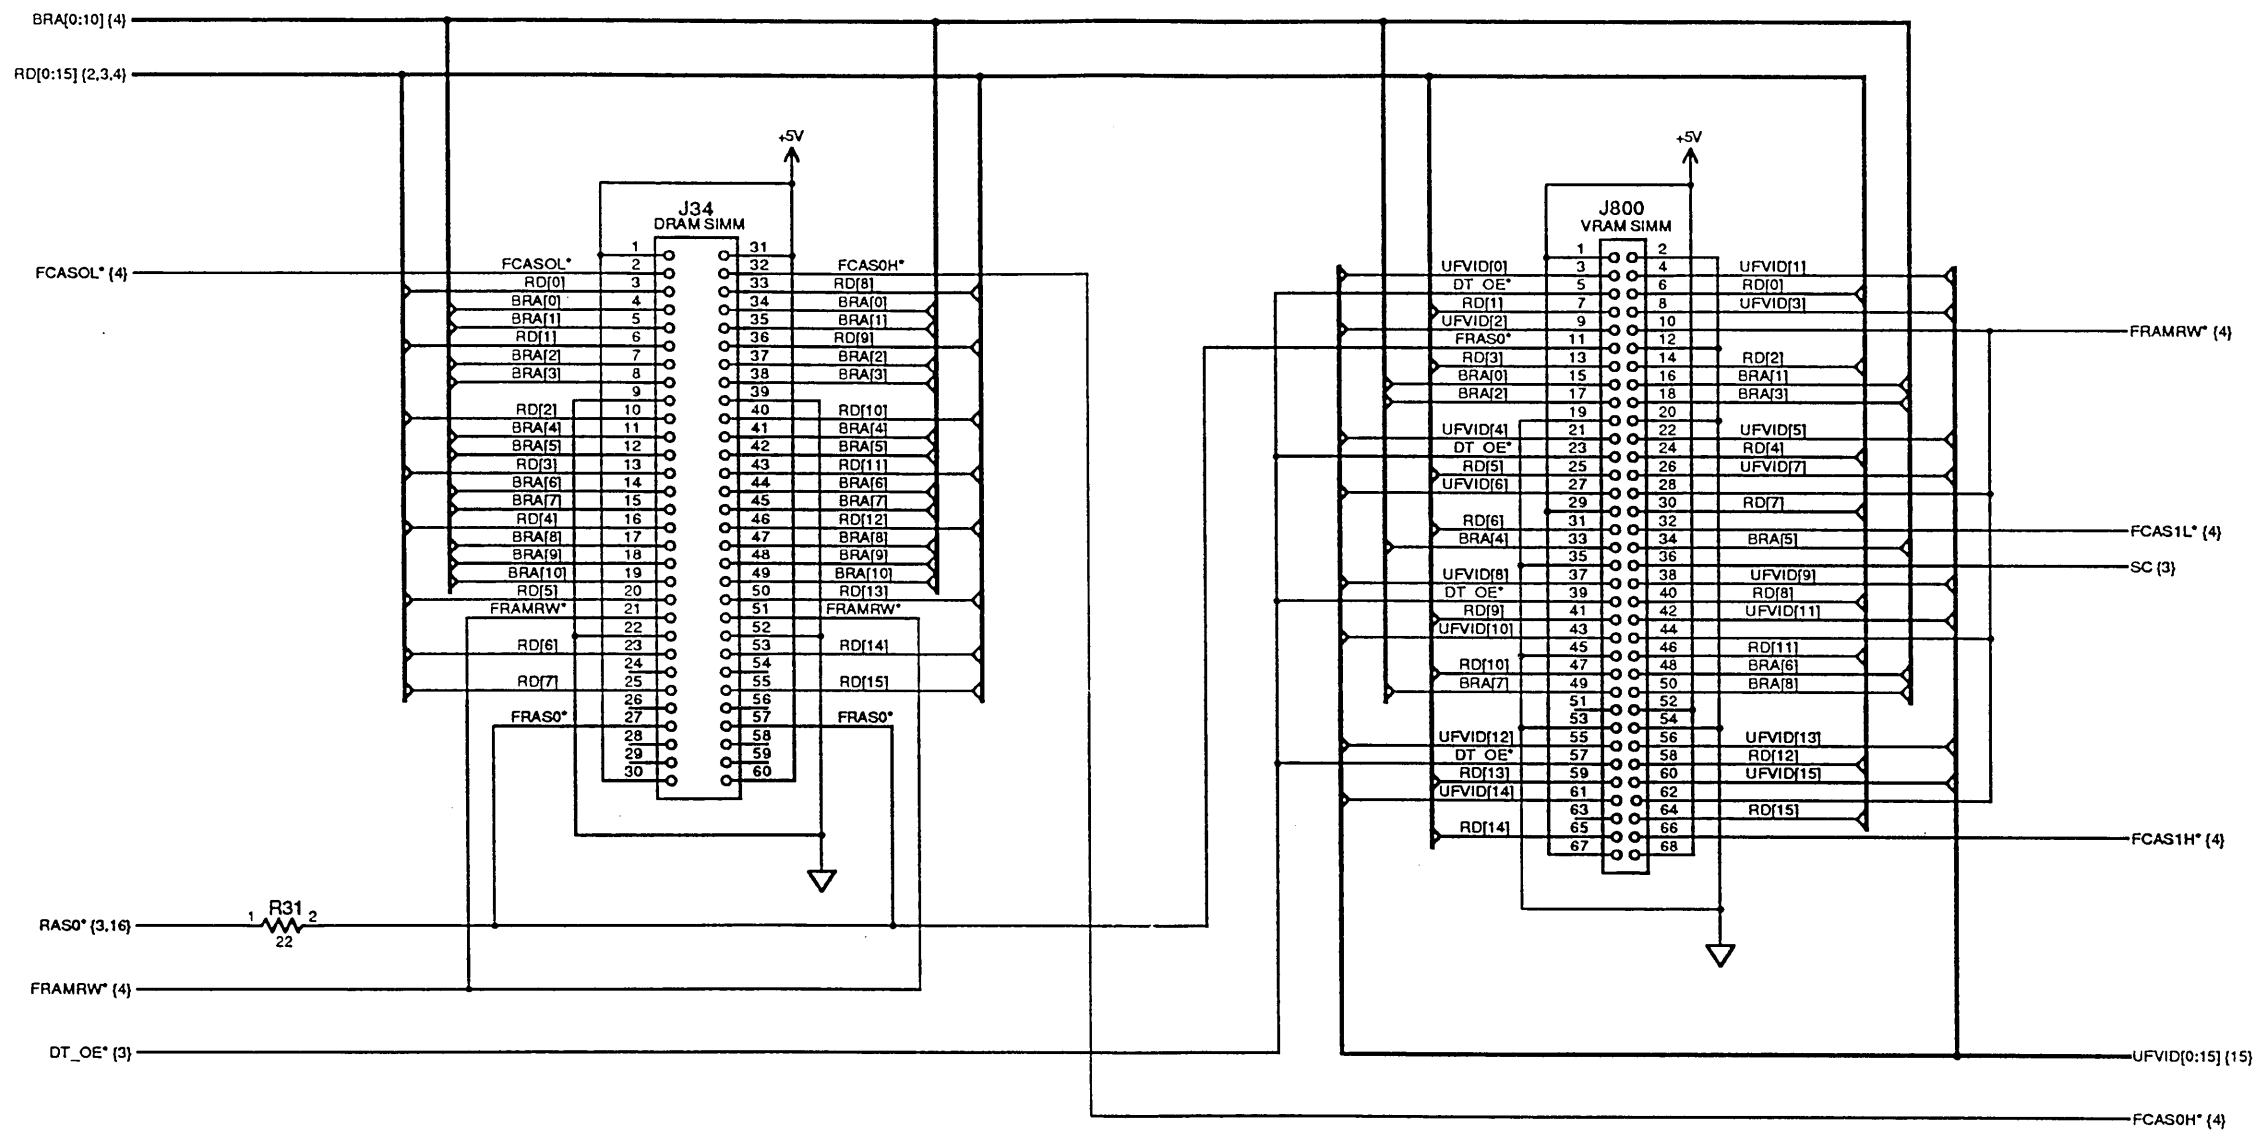 BRA[0:10] {4}
RD[0:15] {2,3,4}
+5V
+5V
J34
DRAM SIMM
J800
VRAM SIMM
FCASOL* {4}
1 31
FCASOL* 2 32 FCAS0H*
RD[0] 3 33 RD[8]
BRA[0] 4 34 BRA[0]
BRA[1] 5 35 BRA[1]
RD[1] 6 36 RD[9]
BRA[2] 7 37 BRA[2]
BRA[3] 8 38 BRA[3]
9 39
RD[2] 10 40 RD[10]
BRA[4] 11 41 BRA[4]
BRA[5] 12 42 BRA[5]
RD[3] 13 43 RD[11]
BRA[6] 14 44 BRA[6]
BRA[7] 15 45 BRA[7]
RD[4] 16 46 RD[12]
BRA[8] 17 47 BRA[8]
BRA[9] 18 48 BRA[9]
BRA[10] 19 49 BRA[10]
RD[5] 20 50 RD[13]
FRAMRW* 21 51 FRAMRW*
22 52
RD[6] 23 53 RD[14]
24 54
RD[7] 25 55 RD[15]
26 56
FRAS0* 27 57 FRAS0*
28 58
29 59
30 60
1 2
UFVID[0] 3 4 UFVID[1]
DT_OE* 5 6 RD[0]
RD[1] 7 8 UFVID[3]
UFVID[2] 9 10
FRAMRW* {4}
FRAS0* 11 12
RD[3] 13 14 RD[2]
BRA[0] 15 16 BRA[1]
BRA[2] 17 18 BRA[3]
19 20
UFVID[4] 21 22 UFVID[5]
DT_OE* 23 24 RD[4]
RD[5] 25 26 UFVID[7]
UFVID[6] 27 28
29 30 RD[7]
RD[6] 31 32
FCAS1L* {4}
BRA[4] 33 34 BRA[5]
35 36
SC {3}
UFVID[8] 37 38 UFVID[9]
DT_OE* 39 40 RD[8]
RD[9] 41 42 UFVID[11]
UFVID[10] 43 44
45 46 RD[11]
RD[10] 47 48 BRA[6]
BRA[7] 49 50 BRA[8]
51 52
53 54
UFVID[12] 55 56 UFVID[13]
DT_OE* 57 58 RD[12]
RD[13] 59 60 UFVID[15]
UFVID[14] 61 62
63 64 RD[15]
RD[14] 65 66
FCAS1H* {4}
67 68
RAS0* {3,16}
1 R31 2
22
FRAMRW* {4}
DT_OE* {3}
UFVID[0:15] {15}
FCAS0H* {4}